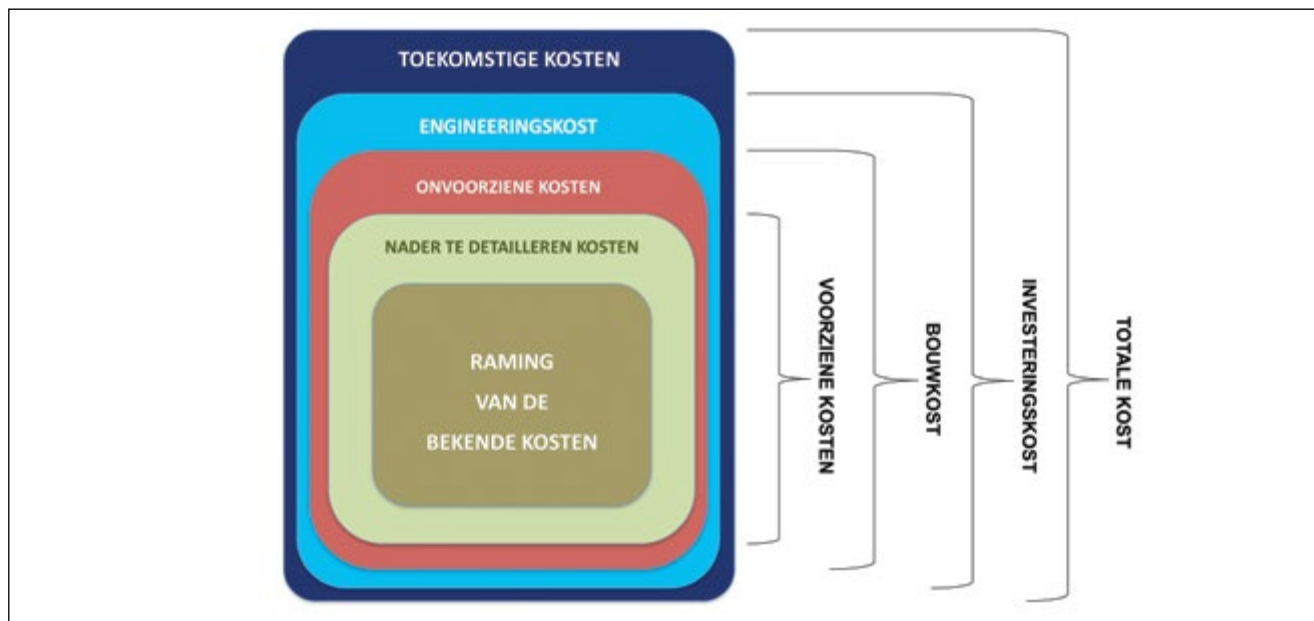 TOEKOMSTIGE KOSTEN
ENGINEERINGSKOST
ONVOORZIENE KOSTEN
NADER TE DETAILLEREN KOSTEN
RAMING
VAN DE
BEKENDE KOSTEN
VOORZIENE KOSTEN
BOUWKOST
INVESTERINGSKOST
TOTALE KOST